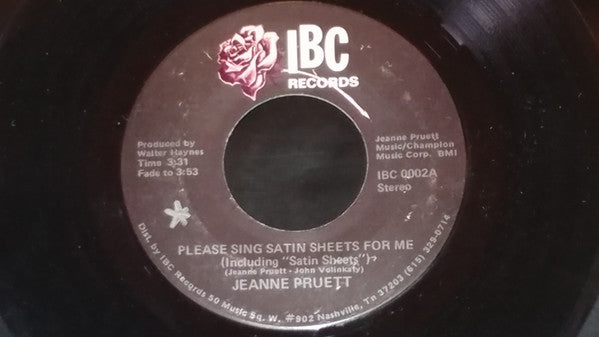 IBC
RECORDS
Produced by
Walter Haynes
Time 3:31
Fade to 3:53
Jeanne Pruett
Music/Champion
Music Corp. BMI
IBC 0002A
Stereo
PLEASE SING SATIN SHEETS FOR ME
(Including "Satin Sheets")
(Jeanne Pruett - John Volinkaty)
JEANNE PRUETT
Dist. by IBC Records 50 Music Sq. W. #902 Nashville, Tn 37203 (615) 329-0714